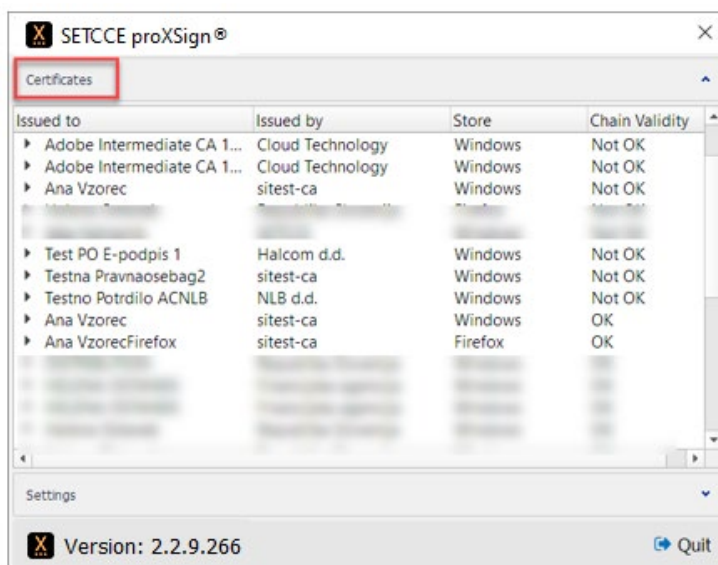 SETCCE proXSign®
Certificates
Issued to Issued by Store Chain Validity
Adobe Intermediate CA 1... Cloud Technology Windows Not OK
Adobe Intermediate CA 1... Cloud Technology Windows Not OK
Ana Vzorec sitest-ca Windows Not OK
Test PO E-podpis 1 Halcom d.d. Windows Not OK
Testna Pravnaosebag2 sitest-ca Windows Not OK
Testno Potrdilo ACNLB NLB d.d. Windows Not OK
Ana Vzorec sitest-ca Windows OK
Ana VzorecFirefox sitest-ca Firefox OK
Settings
Version: 2.2.9.266 Quit